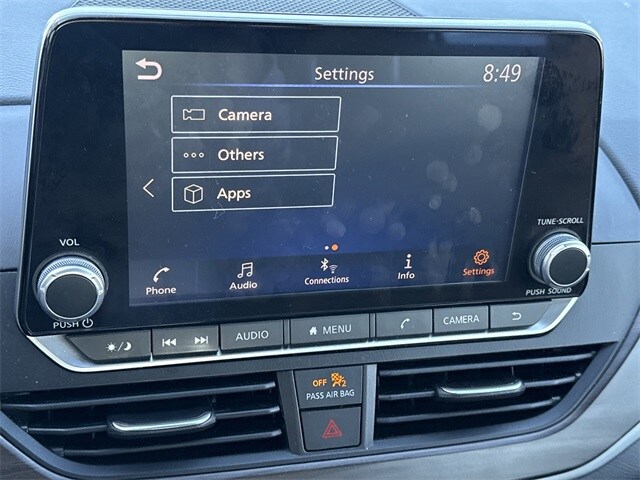 Settings 8:49
Camera
Others
Apps
Phone Audio Connections Info Settings
VOL
PUSH
TUNE·SCROLL
PUSH SOUND
AUDIO MENU CAMERA
OFF 2
PASS AIR BAG